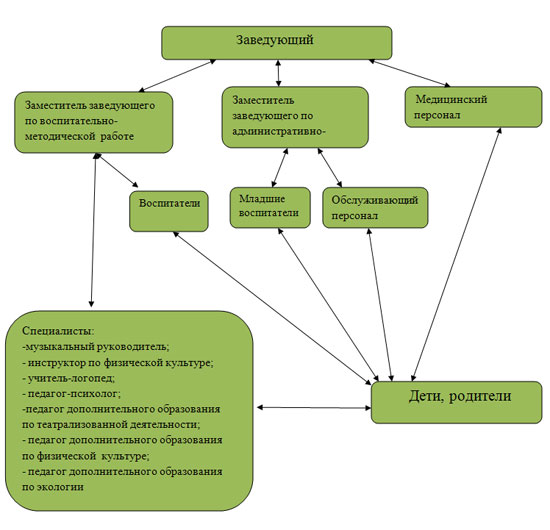 Заведующий
Заместитель заведующего
по воспитательно-
методической работе
Заместитель
заведующего по
административно-
Медицинский
персонал
Воспитатели
Младшие
воспитатели
Обслуживающий
персонал
Специалисты:
-музыкальный руководитель;
- инструктор по физической культуре;
- учитель-логопед;
- педагог-психолог;
-педагог дополнительного образования
по театрализованной деятельности;
- педагог дополнительного образования
по физической культуре;
- педагог дополнительного образования
по экологии
Дети, родители